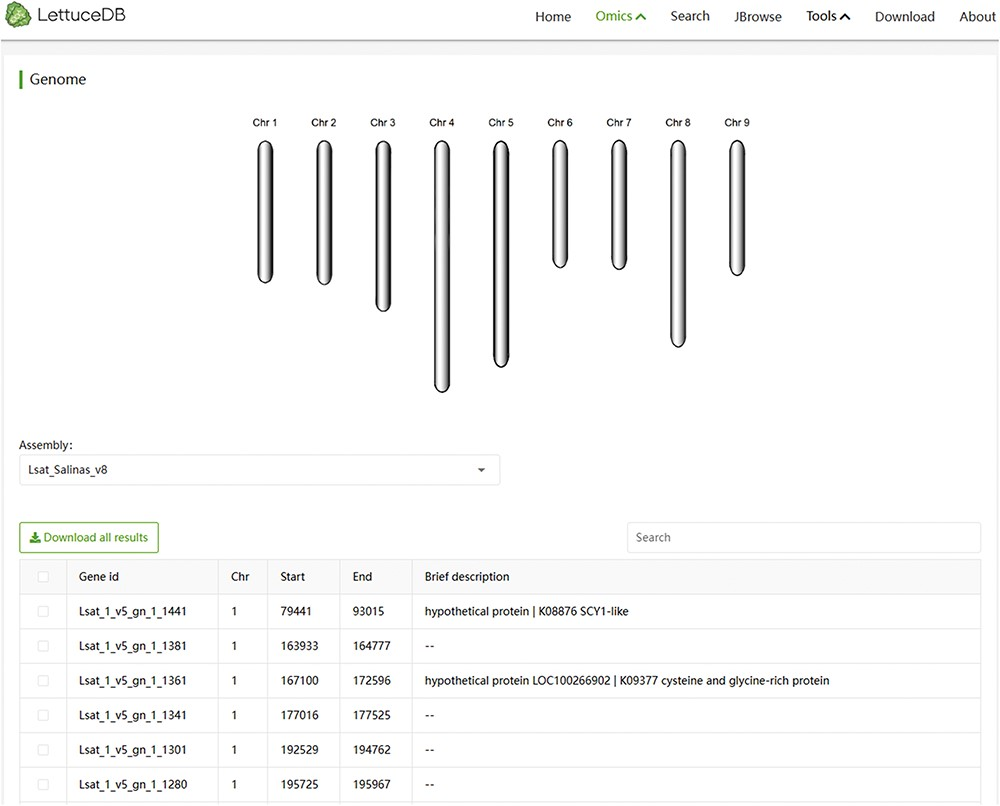 LettuceDB Home Omics Search JBrowse Tools Download About
Genome
Chr 1 Chr 2 Chr 3 Chr 4 Chr 5 Chr 6 Chr 7 Chr 8 Chr 9
Assembly:
Lsat_Salinas_v8
Download all results Search
Gene id Chr Start End Brief description
Lsat_1_v5_gn_1_1441 1 79441 93015 hypothetical protein | K08876 SCY1-like
Lsat_1_v5_gn_1_1381 1 163933 164777 --
Lsat_1_v5_gn_1_1361 1 167100 172596 hypothetical protein LOC100266902 | K09377 cysteine and glycine-rich protein
Lsat_1_v5_gn_1_1341 1 177016 177525 --
Lsat_1_v5_gn_1_1301 1 192529 194762 --
Lsat_1_v5_gn_1_1280 1 195725 195967 --